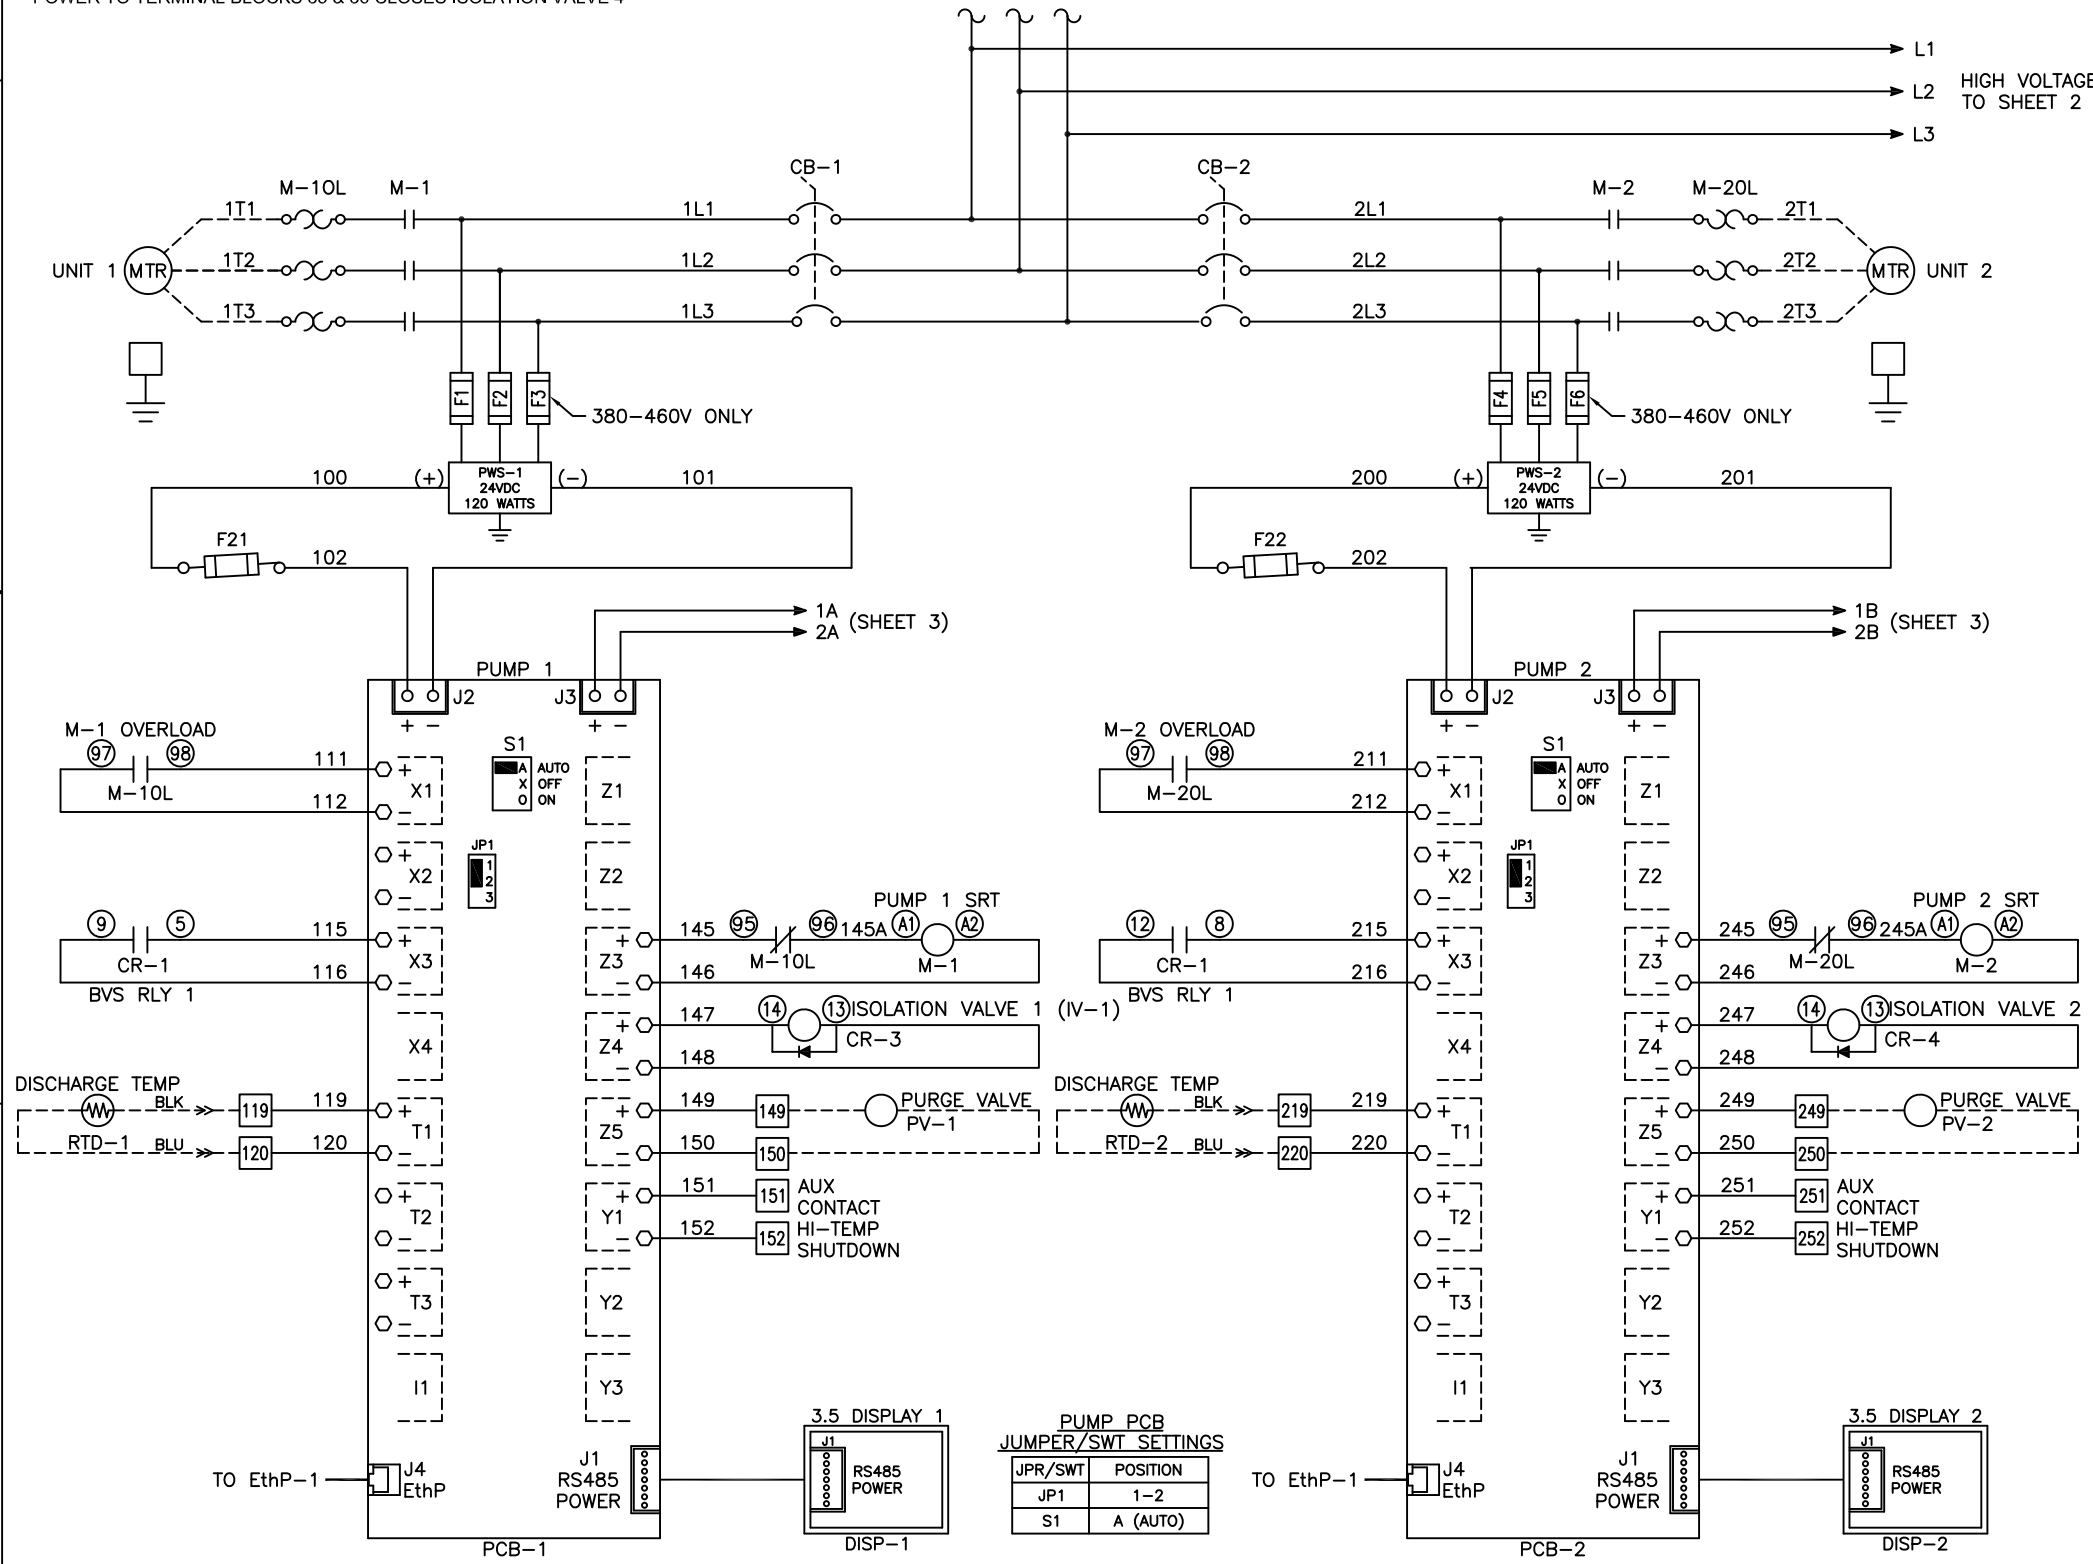 L1
L2
HIGH VOLTAGE
TO SHEET 2
L3
CB-1
CB-2
M-1OL
M-1
M-2
M-2OL
1T1
1L1
2L1
2T1
UNIT 1
MTR
1T2
1L2
2L2
2T2
MTR
UNIT 2
1T3
1L3
2L3
2T3
F1
F2
F3
380-460V ONLY
F4
F5
F6
380-460V ONLY
100
(+)
PWS-1
24VDC
120 WATTS
(-)
101
200
(+)
PWS-2
24VDC
120 WATTS
(-)
201
F21
102
F22
202
1A
2A
(SHEET 3)
1B
2B
(SHEET 3)
PUMP 1
J2
J3
+ -
+ -
M-1 OVERLOAD
97
98
111
M-1OL
112
+
X1
-
S1
A AUTO
X OFF
O ON
Z1
JP1
1
2
3
+
X2
-
Z2
9
5
115
CR-1
116
BVS RLY 1
+
X3
-
PUMP 1 SRT
+
Z3
-
145
95
96
145A
A1
A2
M-1OL
M-1
146
X4
+
Z4
-
147
14
13
ISOLATION VALVE 1 (IV-1)
CR-3
148
DISCHARGE TEMP
BLK
119
119
RTD-1
BLU
120
120
+
T1
-
+
Z5
-
149
149
PURGE VALVE
PV-1
150
150
+
T2
-
+
Y1
-
151
151
AUX
CONTACT
152
152
HI-TEMP
SHUTDOWN
+
T3
-
Y2
I1
Y3
TO EthP-1
J4
EthP
J1
RS485
POWER
3.5 DISPLAY 1
J1
RS485
POWER
DISP-1
PCB-1
PUMP PCB
JUMPER/SWT SETTINGS
JPR/SWT POSITION
JP1 1-2
S1 A (AUTO)
PUMP 2
J2
J3
+ -
+ -
M-2 OVERLOAD
97
98
211
M-2OL
212
+
X1
-
S1
A AUTO
X OFF
O ON
Z1
JP1
1
2
3
+
X2
-
Z2
12
8
215
CR-1
216
BVS RLY 1
+
X3
-
PUMP 2 SRT
+
Z3
-
245
95
96
245A
A1
A2
M-2OL
M-2
246
X4
+
Z4
-
247
14
13
ISOLATION VALVE 2
CR-4
248
DISCHARGE TEMP
BLK
219
219
RTD-2
BLU
220
220
+
T1
-
+
Z5
-
249
249
PURGE VALVE
PV-2
250
250
+
T2
-
+
Y1
-
251
251
AUX
CONTACT
252
252
HI-TEMP
SHUTDOWN
+
T3
-
Y2
I1
Y3
TO EthP-1
J4
EthP
J1
RS485
POWER
3.5 DISPLAY 2
J1
RS485
POWER
DISP-2
PCB-2